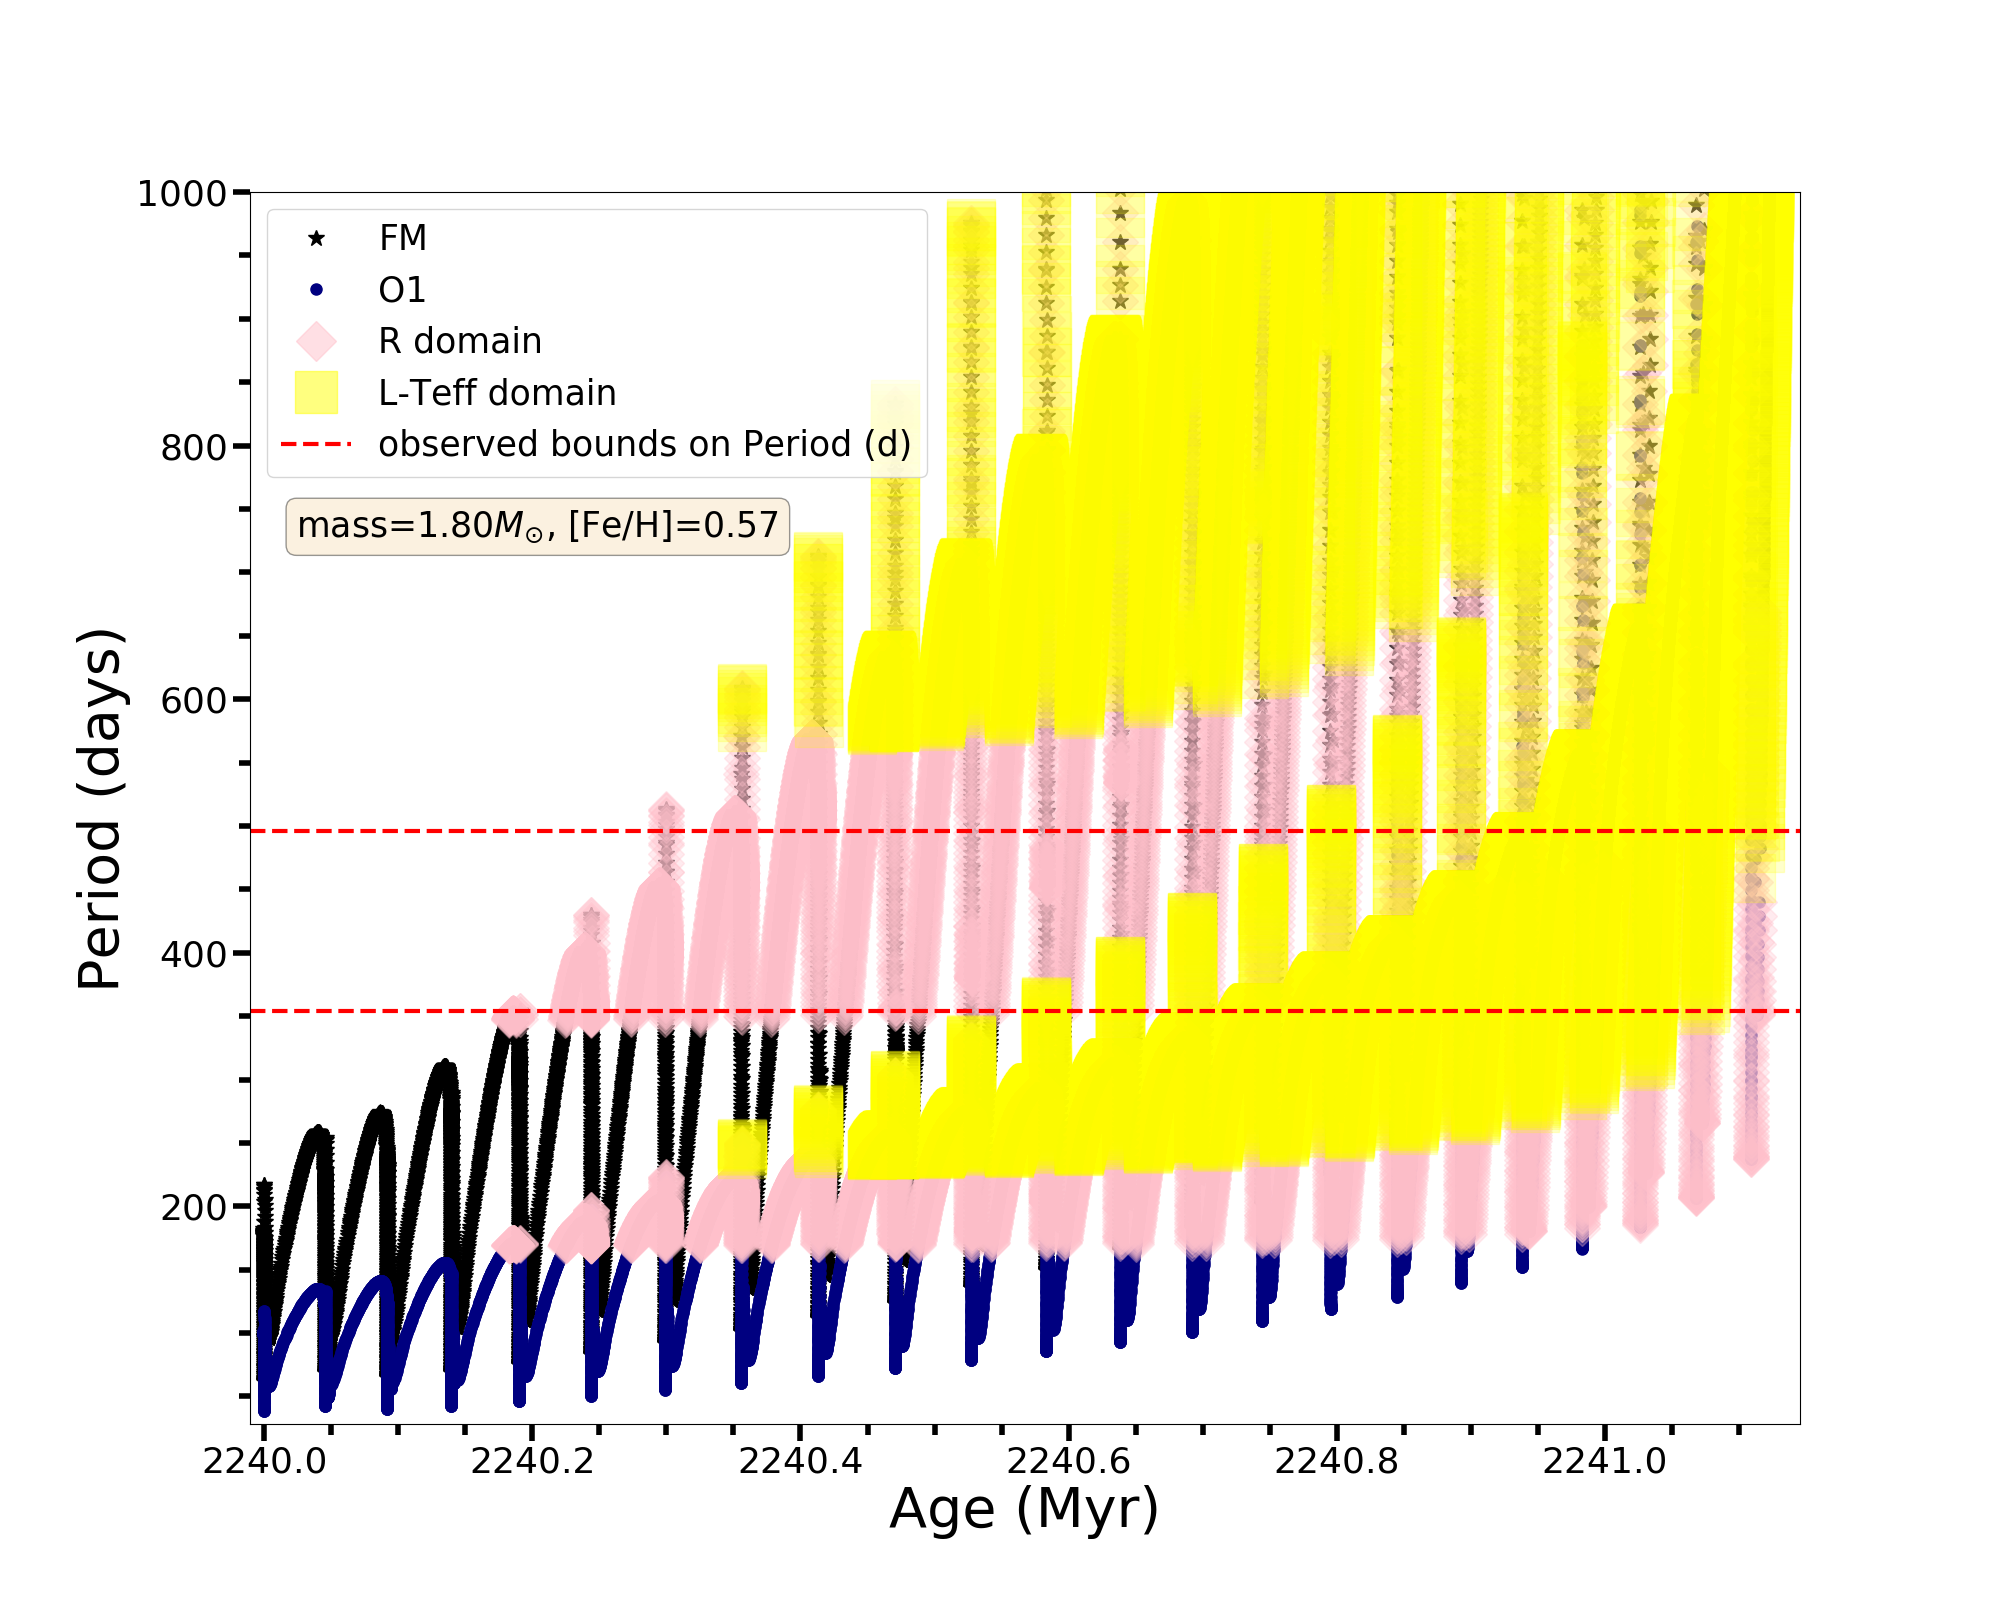 1000
800
600
400
200
Period (days)
FM
O1
R domain
L-Teff domain
observed bounds on Period (d)
mass=1.80M⊙, [Fe/H]=0.57
2240.0 2240.2 2240.4 2240.6 2240.8 2241.0
Age (Myr)